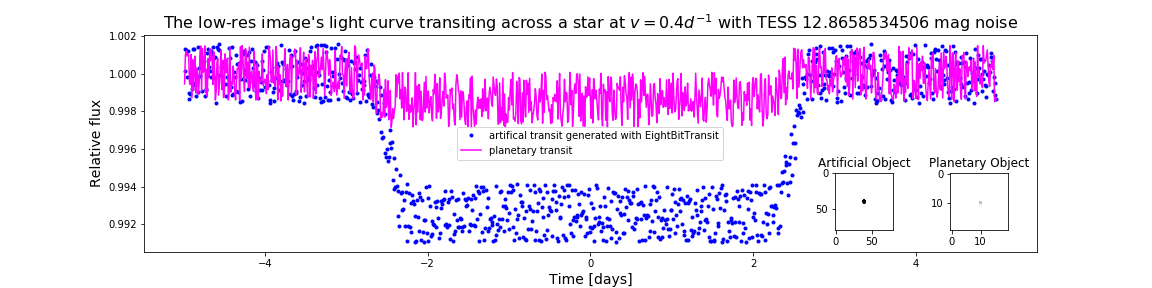 The low-res image's light curve transiting across a star at v = 0.4d⁻¹ with TESS 12.8658534506 mag noise
Relative flux
1.002
1.000
0.998
0.996
0.994
0.992
artifical transit generated with EightBitTransit
planetary transit
Artificial Object
0
50
0 50
Planetary Object
0
10
0 10
−4 −2 0 2 4
Time [days]